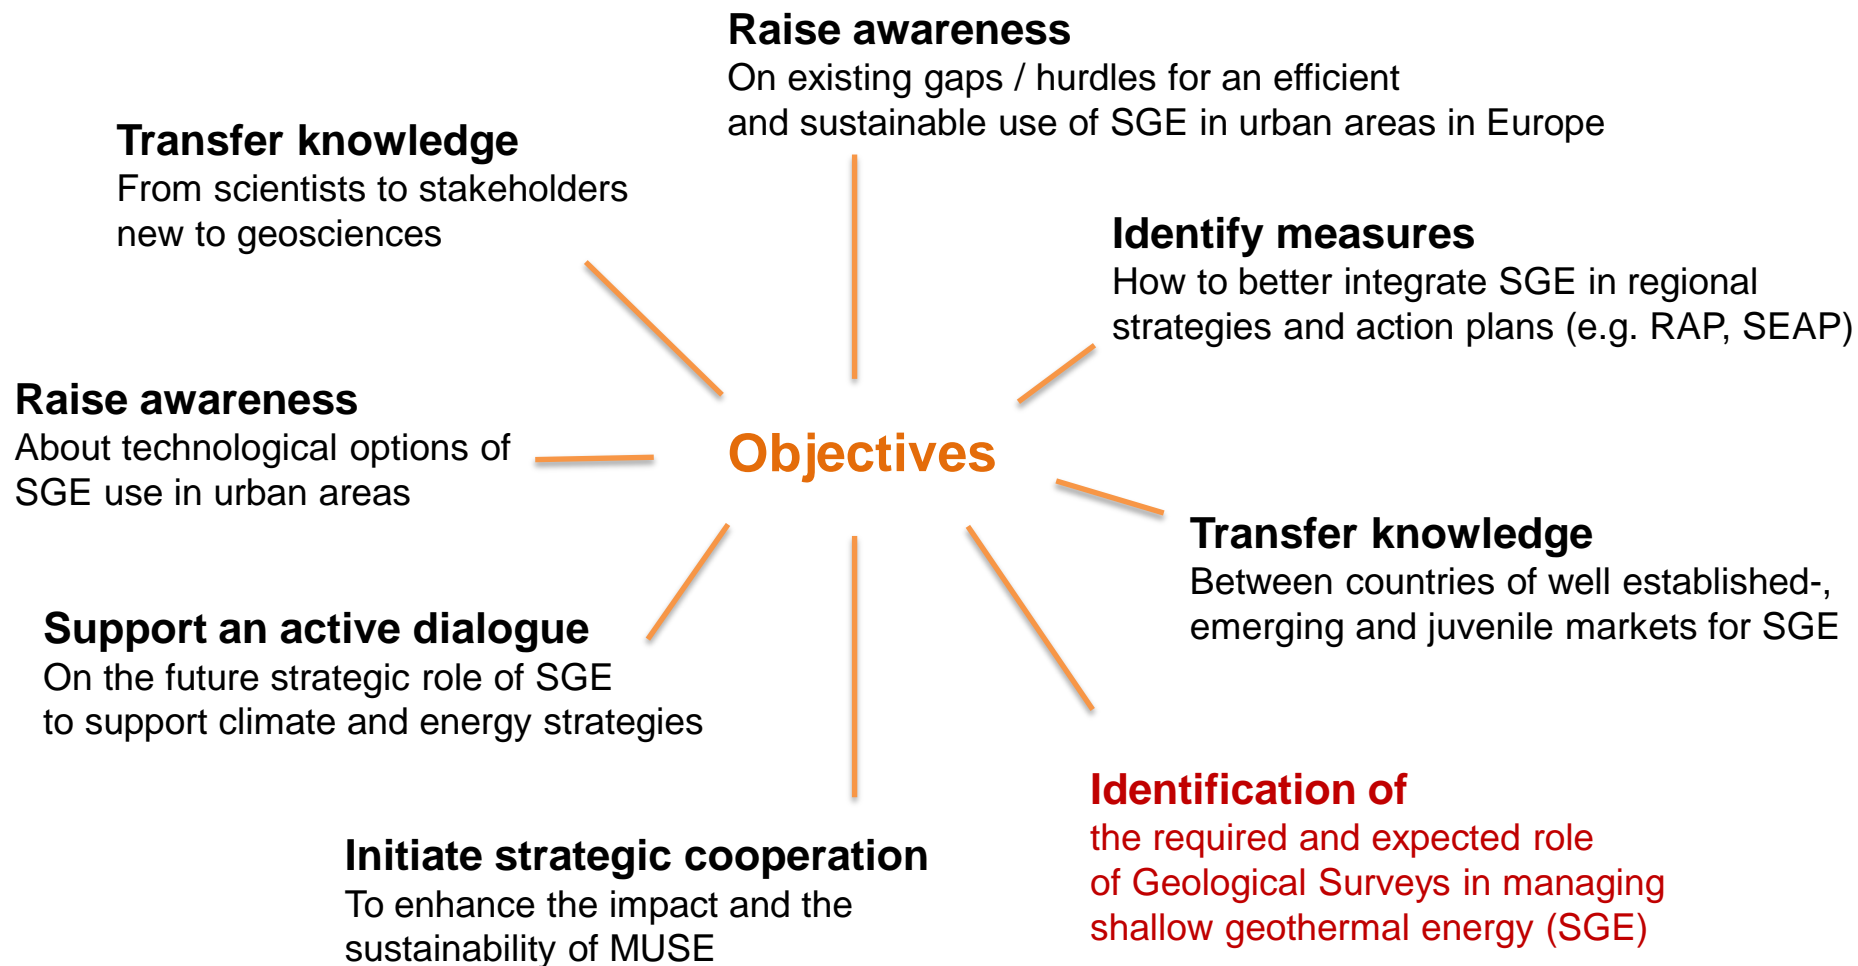 Raise awareness
On existing gaps / hurdles for an efficient
and sustainable use of SGE in urban areas in Europe
Transfer knowledge
From scientists to stakeholders
new to geosciences
Identify measures
How to better integrate SGE in regional
strategies and action plans (e.g. RAP, SEAP)
Raise awareness
About technological options of
SGE use in urban areas
Objectives
Transfer knowledge
Between countries of well established-,
emerging and juvenile markets for SGE
Support an active dialogue
On the future strategic role of SGE
to support climate and energy strategies
Identification of
the required and expected role
of Geological Surveys in managing
shallow geothermal energy (SGE)
Initiate strategic cooperation
To enhance the impact and the
sustainability of MUSE